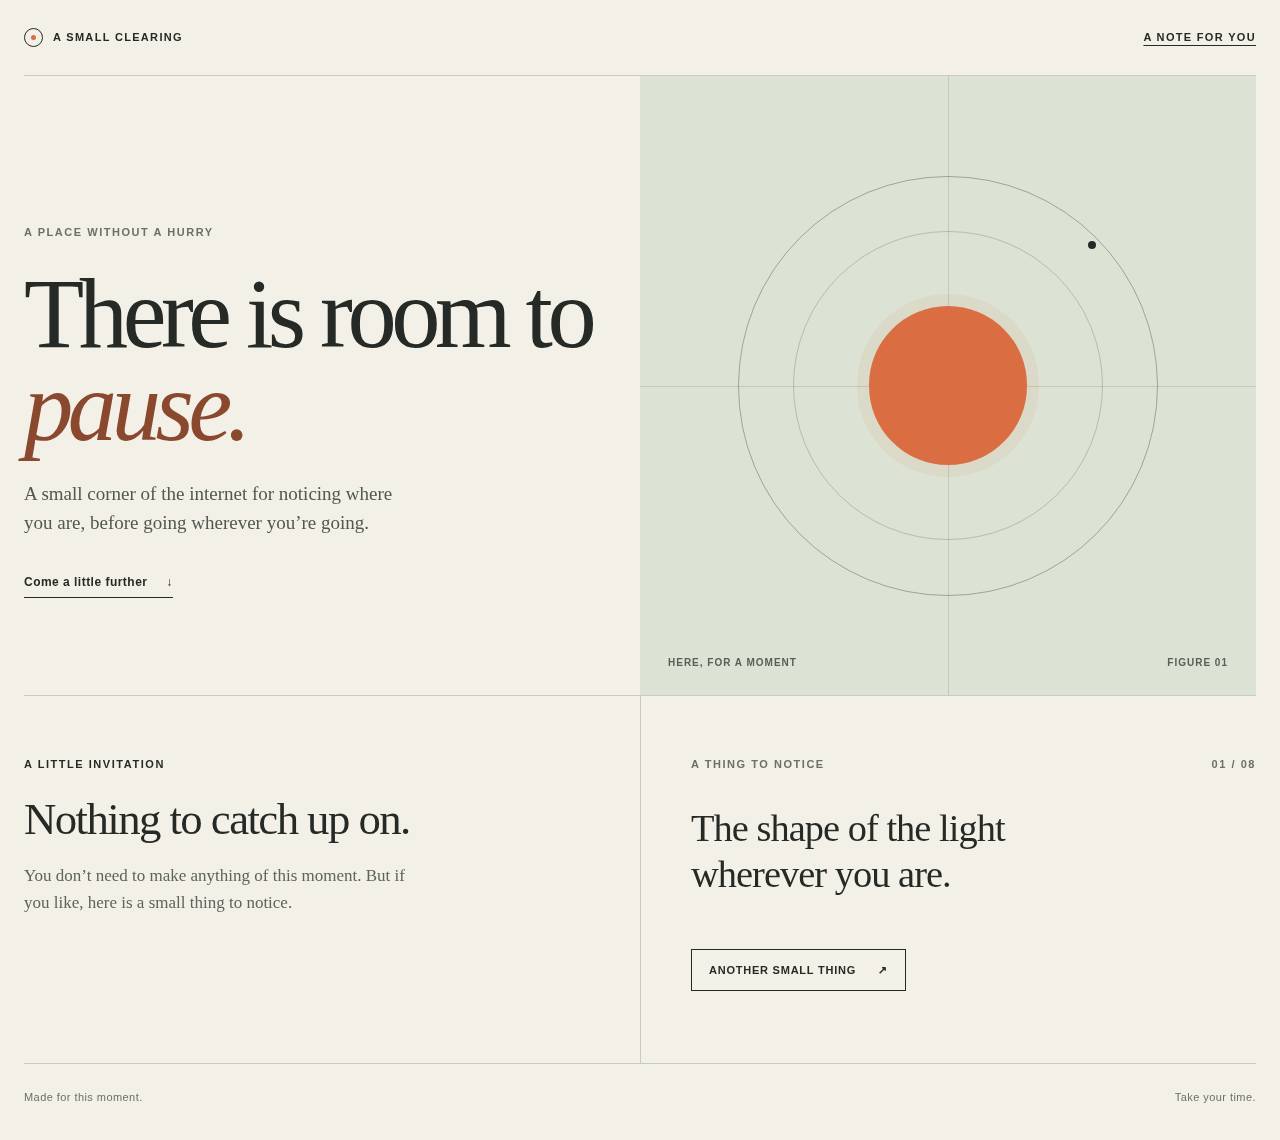 A SMALL CLEARING
A NOTE FOR YOU
A PLACE WITHOUT A HURRY
There is room to
pause.
A small corner of the internet for noticing where
you are, before going wherever you’re going.
Come a little further ↓
HERE, FOR A MOMENT
FIGURE 01
A LITTLE INVITATION
Nothing to catch up on.
You don’t need to make anything of this moment. But if
you like, here is a small thing to notice.
A THING TO NOTICE
01 / 08
The shape of the light
wherever you are.
ANOTHER SMALL THING ↗
Made for this moment.
Take your time.